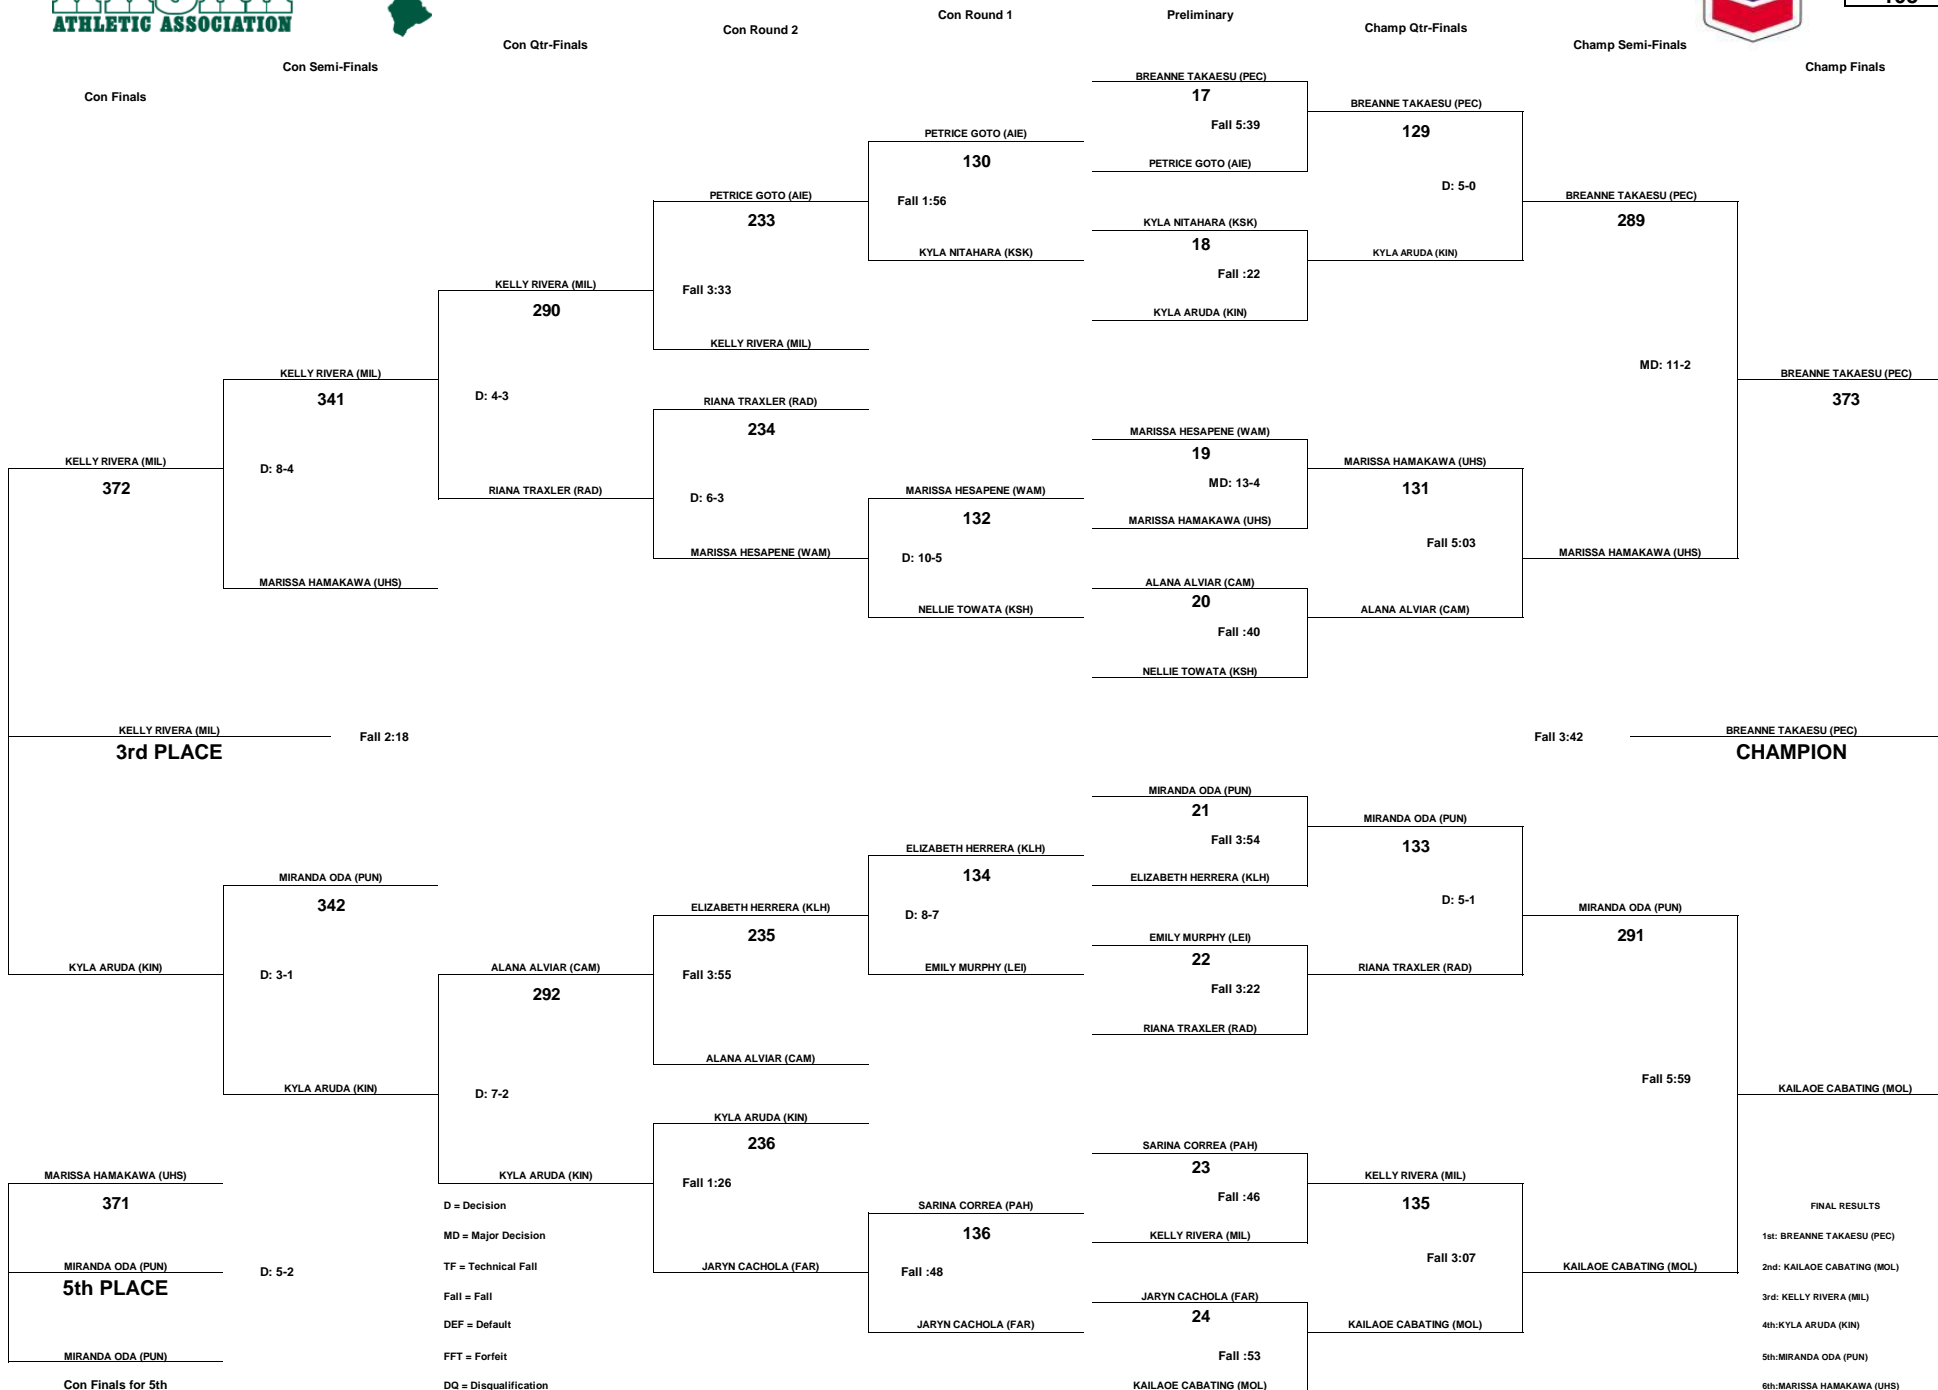 ATHLETIC ASSOCIATION
Con Round 1
Preliminary
Con Round 2
Champ Qtr-Finals
Con Qtr-Finals
Champ Semi-Finals
Con Semi-Finals
Champ Finals
Con Finals
BREANNE TAKAESU (PEC)
17
Fall 5:39
PETRICE GOTO (AIE)
KYLA NITAHARA (KSK)
18
Fall :22
KYLA ARUDA (KIN)
MARISSA HESAPENE (WAM)
19
MD: 13-4
MARISSA HAMAKAWA (UHS)
ALANA ALVIAR (CAM)
20
Fall :40
NELLIE TOWATA (KSH)
MIRANDA ODA (PUN)
21
Fall 3:54
ELIZABETH HERRERA (KLH)
EMILY MURPHY (LEI)
22
Fall 3:22
RIANA TRAXLER (RAD)
SARINA CORREA (PAH)
23
Fall :46
KELLY RIVERA (MIL)
JARYN CACHOLA (FAR)
24
Fall :53
KAILAOE CABATING (MOL)
BREANNE TAKAESU (PEC)
129
D: 5-0
KYLA ARUDA (KIN)
MARISSA HAMAKAWA (UHS)
131
Fall 5:03
ALANA ALVIAR (CAM)
MIRANDA ODA (PUN)
133
D: 5-1
RIANA TRAXLER (RAD)
KELLY RIVERA (MIL)
135
Fall 3:07
KAILAOE CABATING (MOL)
BREANNE TAKAESU (PEC)
289
MD: 11-2
MARISSA HAMAKAWA (UHS)
MIRANDA ODA (PUN)
291
Fall 5:59
KAILAOE CABATING (MOL)
BREANNE TAKAESU (PEC)
373
Fall 3:42
BREANNE TAKAESU (PEC)
CHAMPION
KAILAOE CABATING (MOL)
PETRICE GOTO (AIE)
130
Fall 1:56
KYLA NITAHARA (KSK)
MARISSA HESAPENE (WAM)
132
D: 10-5
NELLIE TOWATA (KSH)
ELIZABETH HERRERA (KLH)
134
D: 8-7
EMILY MURPHY (LEI)
SARINA CORREA (PAH)
136
Fall :48
JARYN CACHOLA (FAR)
PETRICE GOTO (AIE)
233
Fall 3:33
KELLY RIVERA (MIL)
RIANA TRAXLER (RAD)
234
D: 6-3
MARISSA HESAPENE (WAM)
ELIZABETH HERRERA (KLH)
235
Fall 3:55
ALANA ALVIAR (CAM)
KYLA ARUDA (KIN)
236
Fall 1:26
JARYN CACHOLA (FAR)
KELLY RIVERA (MIL)
290
D: 4-3
RIANA TRAXLER (RAD)
ALANA ALVIAR (CAM)
292
D: 7-2
KYLA ARUDA (KIN)
KELLY RIVERA (MIL)
341
D: 8-4
MARISSA HAMAKAWA (UHS)
MIRANDA ODA (PUN)
342
D: 3-1
KYLA ARUDA (KIN)
KELLY RIVERA (MIL)
372
KELLY RIVERA (MIL)
3rd PLACE
Fall 2:18
KYLA ARUDA (KIN)
MARISSA HAMAKAWA (UHS)
371
MIRANDA ODA (PUN)
5th PLACE
D: 5-2
MIRANDA ODA (PUN)
Con Finals for 5th
D = Decision
MD = Major Decision
TF = Technical Fall
Fall = Fall
DEF = Default
FFT = Forfeit
DQ = Disqualification
FINAL RESULTS
1st: BREANNE TAKAESU (PEC)
2nd: KAILAOE CABATING (MOL)
3rd: KELLY RIVERA (MIL)
4th:KYLA ARUDA (KIN)
5th:MIRANDA ODA (PUN)
6th:MARISSA HAMAKAWA (UHS)